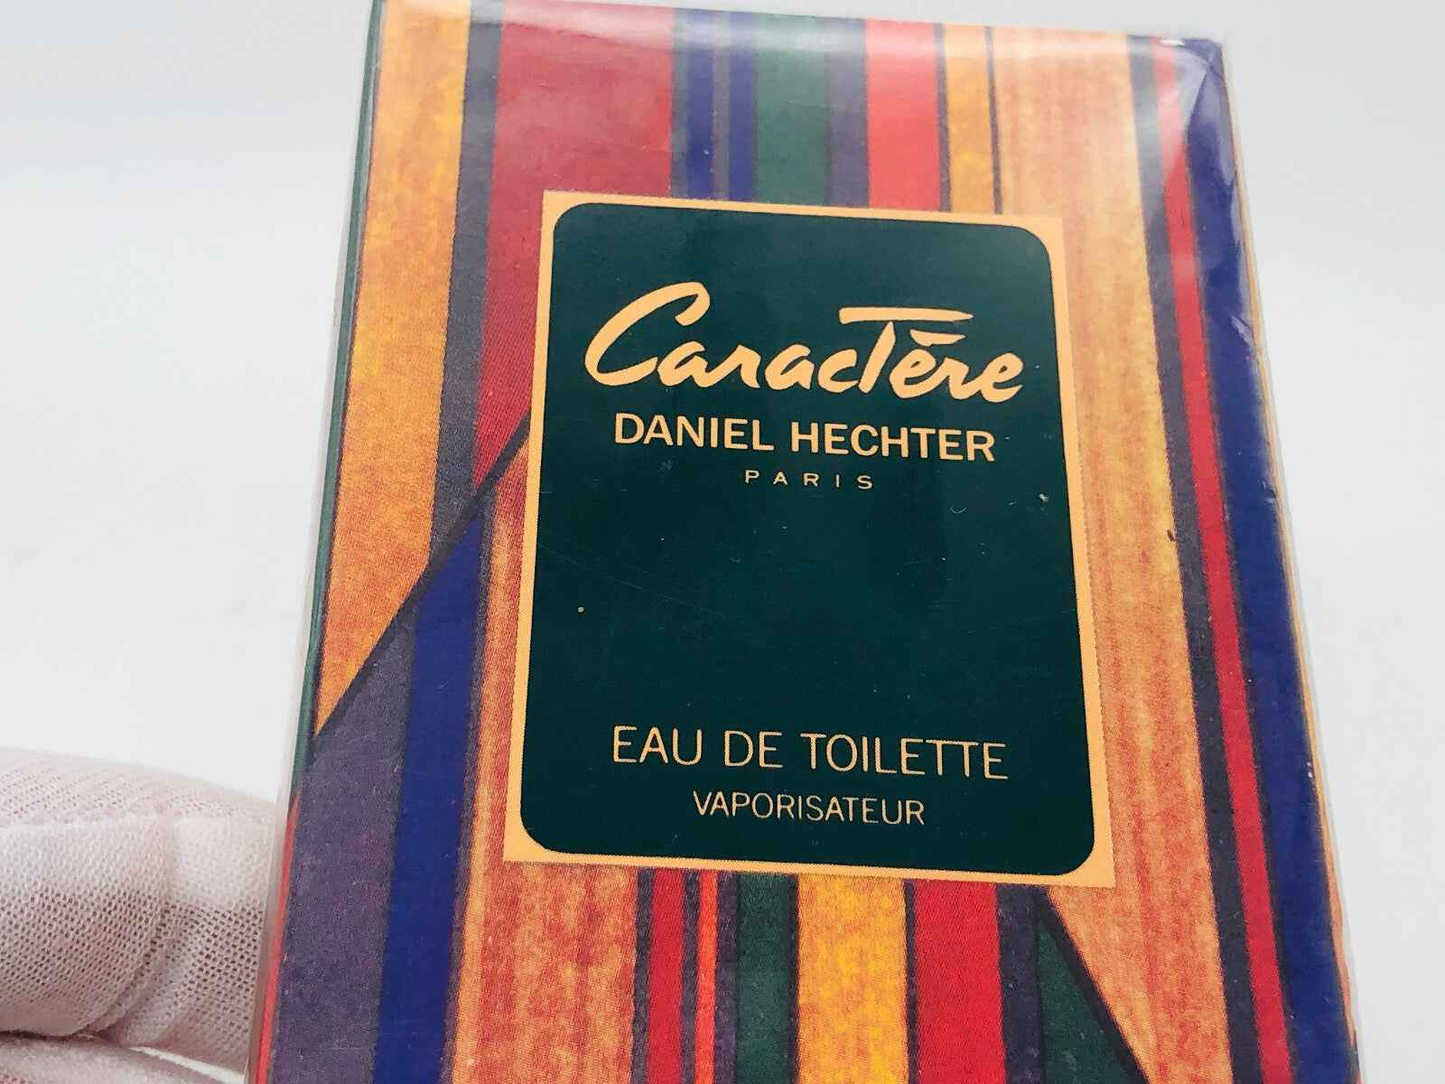 Caractère
DANIEL HECHTER
PARIS
EAU DE TOILETTE
VAPORISATEUR